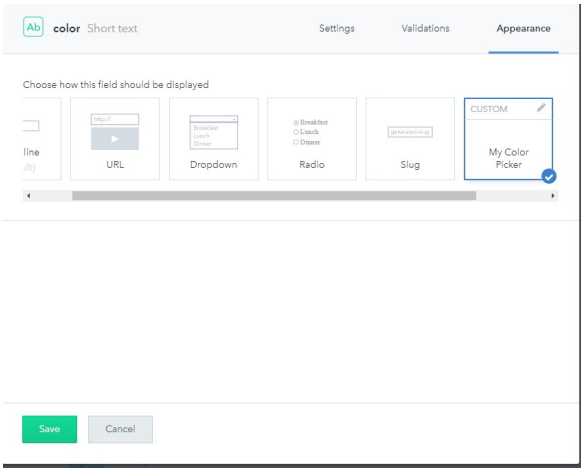 Ab color Short text Settings Validations Appearance
Choose how this field should be displayed
http://
Breakfast
Lunch
Dinner
Breakfast
Lunch
Dinner
generated-slug
CUSTOM
line
URL
Dropdown
Radio
Slug
My Color
Picker
Save Cancel